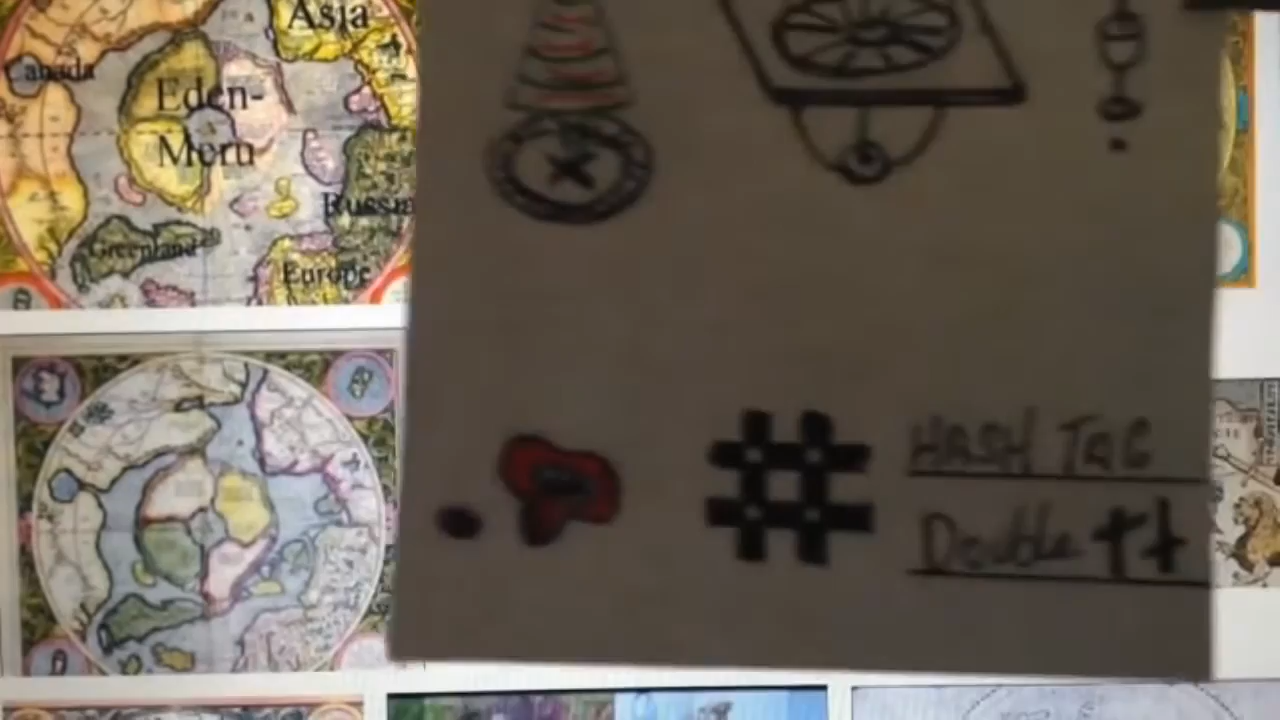 Asia
Canada
Eden-
Meru
Russia
Greenland
Europe
#
HASH TAG
Double ††